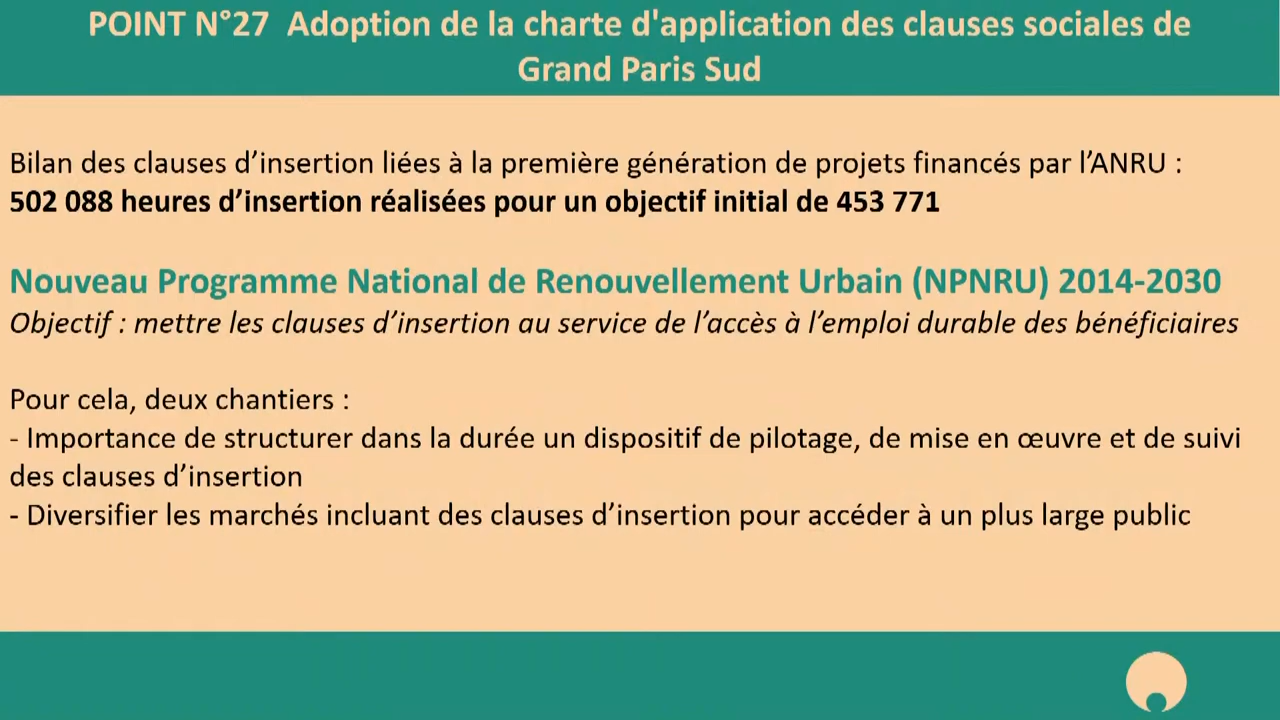 POINT N°27  Adoption de la charte d'application des clauses sociales de
Grand Paris Sud
Bilan des clauses d’insertion liées à la première génération de projets financés par l’ANRU :
502 088 heures d’insertion réalisées pour un objectif initial de 453 771
Nouveau Programme National de Renouvellement Urbain (NPNRU) 2014-2030
Objectif : mettre les clauses d’insertion au service de l’accès à l’emploi durable des bénéficiaires
Pour cela, deux chantiers :
- Importance de structurer dans la durée un dispositif de pilotage, de mise en œuvre et de suivi
des clauses d’insertion
- Diversifier les marchés incluant des clauses d’insertion pour accéder à un plus large public